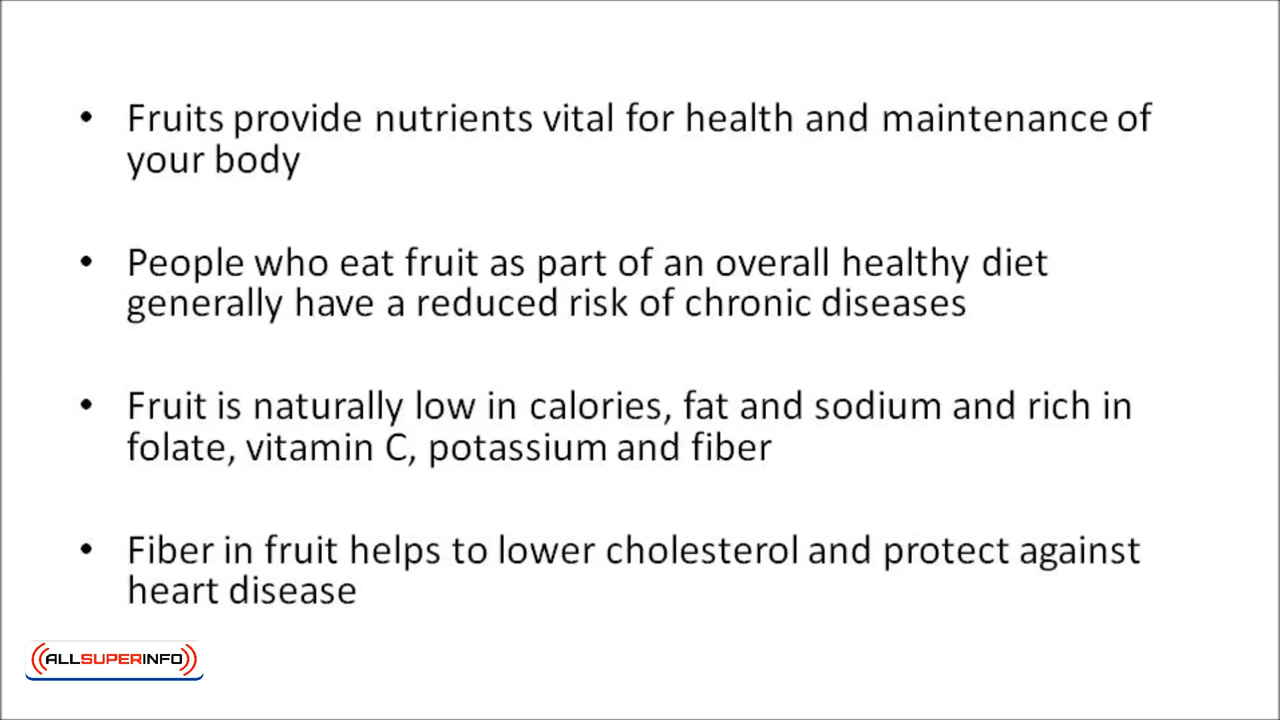 • Fruits provide nutrients vital for health and maintenance of
your body
• People who eat fruit as part of an overall healthy diet
generally have a reduced risk of chronic diseases
• Fruit is naturally low in calories, fat and sodium and rich in
folate, vitamin C, potassium and fiber
• Fiber in fruit helps to lower cholesterol and protect against
heart disease
ALLSUPERINFO